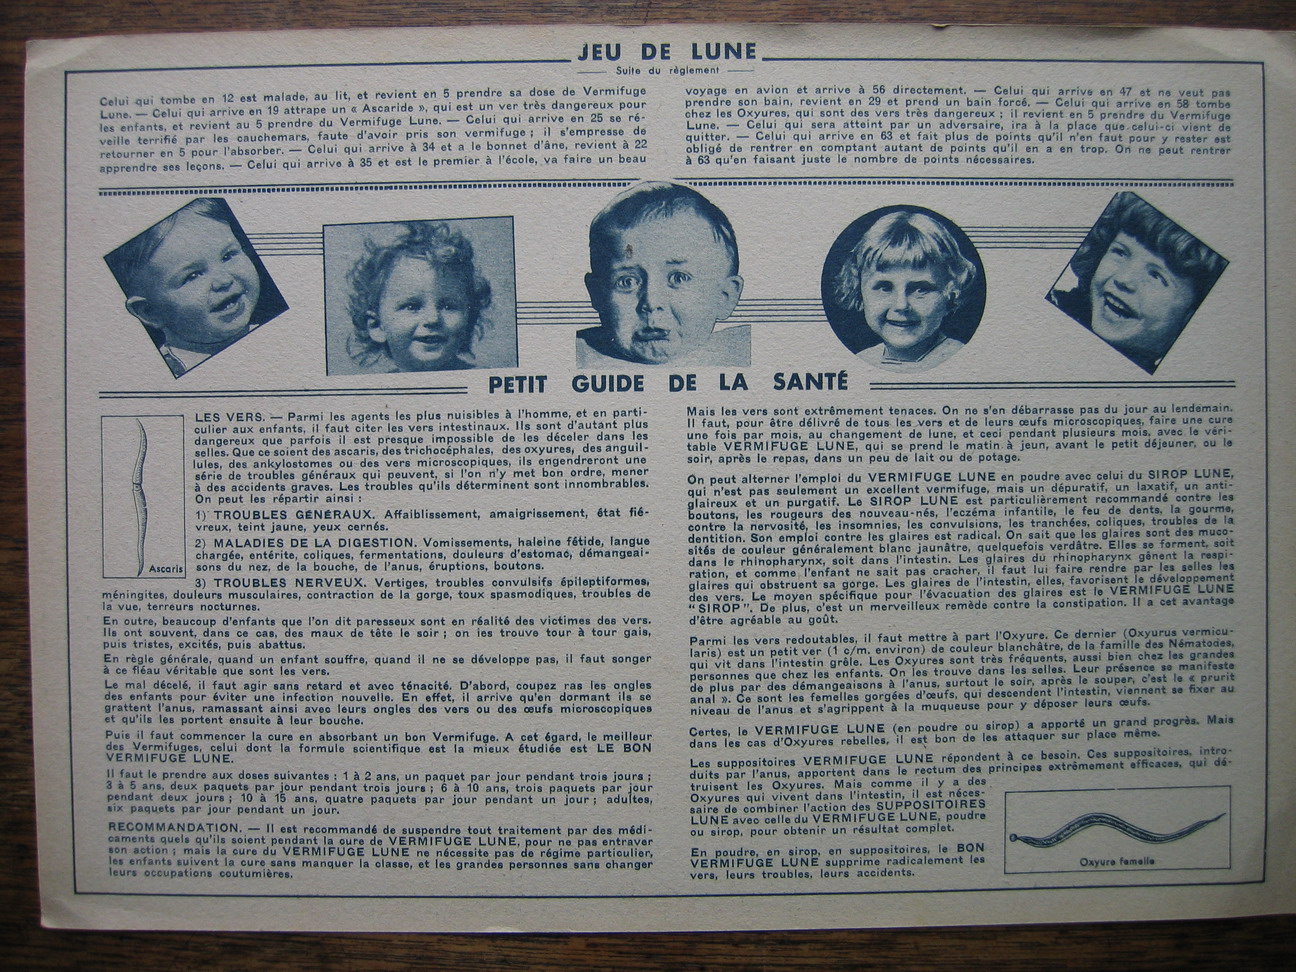 JEU DE LUNE
Suite du règlement
Celui qui tombe en 12 est malade, au lit, et revient en 5 prendre sa dose de Vermifuge
Lune. — Celui qui arrive en 19 attrape un « Ascaride », qui est un ver très dangereux pour
les enfants, et revient au 5 prendre du Vermifuge Lune. — Celui qui arrive en 25 se ré-
veille terrifié par les cauchemars, faute d'avoir pris son vermifuge ; il s'empresse de
retourner en 5 pour l'absorber. — Celui qui arrive à 34 et a le bonnet d'âne, revient à 22
apprendre ses leçons. — Celui qui arrive à 35 et est le premier à l'école, va faire un beau
voyage en avion et arrive à 56 directement. — Celui qui arrive en 47 et ne veut pas
prendre son bain, revient en 29 et prend un bain forcé. — Celui qui arrive en 58 tombe
chez les Oxyures, qui sont des vers très dangereux ; il revient en 5 prendre du Vermifuge
Lune. — Celui qui sera atteint par un adversaire, ira à la place que celui-ci vient de
quitter. — Celui qui arrive en 63 et fait plus de points qu'il n'en faut pour y rester est
obligé de rentrer en comptant autant de points qu'il en a en trop. On ne peut rentrer
à 63 qu'en faisant juste le nombre de points nécessaires.
PETIT GUIDE DE LA SANTÉ
Ascaris
LES VERS. — Parmi les agents les plus nuisibles à l'homme, et en parti-
culier aux enfants, il faut citer les vers intestinaux. Ils sont d'autant plus
dangereux que parfois il est presque impossible de les déceler dans les
selles. Que ce soient des ascaris, des trichocéphales, des oxyures, des anguil-
lules, des ankylostomes ou des vers microscopiques, ils engendreront une
série de troubles généraux qui peuvent, si l'on n'y met bon ordre, mener
à des accidents graves. Les troubles qu'ils déterminent sont innombrables.
On peut les répartir ainsi :
1) TROUBLES GÉNÉRAUX. Affaiblissement, amaigrissement, état fié-
vreux, teint jaune, yeux cernés.
2) MALADIES DE LA DIGESTION. Vomissements, haleine fétide, langue
chargée, entérite, coliques, fermentations, douleurs d'estomac, démangeai-
sons du nez, de la bouche, de l'anus, éruptions, boutons.
3) TROUBLES NERVEUX. Vertiges, troubles convulsifs épileptiformes,
méningites, douleurs musculaires, contraction de la gorge, toux spasmodiques, troubles de
la vue, terreurs nocturnes.
En outre, beaucoup d'enfants que l'on dit paresseux sont en réalité des victimes des vers.
Ils ont souvent, dans ce cas, des maux de tête le soir ; on les trouve tour à tour gais,
puis tristes, excités, puis abattus.
En règle générale, quand un enfant souffre, quand il ne se développe pas, il faut songer
à ce fléau véritable que sont les vers.
Le mal décelé, il faut agir sans retard et avec ténacité. D'abord, coupez ras les ongles
des enfants pour éviter une infection nouvelle. En effet, il arrive qu'en dormant ils se
grattent l'anus, ramassant ainsi avec leurs ongles des vers ou des œufs microscopiques
et qu'ils les portent ensuite à leur bouche.
Puis il faut commencer la cure en absorbant un bon Vermifuge. A cet égard, le meilleur
des Vermifuges, celui dont la formule scientifique est la mieux étudiée est LE BON
VERMIFUGE LUNE.
Il faut le prendre aux doses suivantes : 1 à 2 ans, un paquet par jour pendant trois jours ;
3 à 5 ans, deux paquets par jour pendant trois jours ; 6 à 10 ans, trois paquets par jour
pendant deux jours ; 10 à 15 ans, quatre paquets par jour pendant un jour ; adultes,
six paquets par jour pendant un jour.
RECOMMANDATION. — Il est recommandé de suspendre tout traitement par des médi-
caments quels qu'ils soient pendant la cure de VERMIFUGE LUNE, pour ne pas entraver
son action ; mais la cure du VERMIFUGE LUNE ne nécessite pas de régime particulier,
les enfants suivent la cure sans manquer la classe, et les grandes personnes sans changer
leurs occupations coutumières.
Mais les vers sont extrêmement tenaces. On ne s'en débarrasse pas du jour au lendemain.
Il faut, pour être délivré de tous les vers et de leurs œufs microscopiques, faire une cure
une fois par mois, au changement de lune, et ceci pendant plusieurs mois, avec le véri-
table VERMIFUGE LUNE, qui se prend le matin à jeun, avant le petit déjeuner, ou le
soir, après le repas, dans un peu de lait ou de potage.
On peut alterner l'emploi du VERMIFUGE LUNE en poudre avec celui du SIROP LUNE,
qui n'est pas seulement un excellent vermifuge, mais un dépuratif, un laxatif, un anti-
glaireux et un purgatif. Le SIROP LUNE est particulièrement recommandé contre les
boutons, les rougeurs des nouveau-nés, l'eczéma infantile, le feu de dents, la gourme,
contre la nervosité, les insomnies, les convulsions, les tranchées, coliques, troubles de la
dentition. Son emploi contre les glaires est radical. On sait que les glaires sont des muco-
sités de couleur généralement blanc jaunâtre, quelquefois verdâtre. Elles se forment, soit
dans le rhinopharynx, soit dans l'intestin. Les glaires du rhinopharynx gênent la respi-
ration, et comme l'enfant ne sait pas cracher, il faut lui faire rendre par les selles les
glaires qui obstruent sa gorge. Les glaires de l'intestin, elles, favorisent le développement
des vers. Le moyen spécifique pour l'évacuation des glaires est le VERMIFUGE LUNE
“ SIROP ”. De plus, c'est un merveilleux remède contre la constipation. Il a cet avantage
d'être agréable au goût.
Parmi les vers redoutables, il faut mettre à part l'Oxyure. Ce dernier (Oxyurus vermicu-
laris) est un petit ver (1 c/m. environ) de couleur blanchâtre, de la famille des Nématodes,
qui vit dans l'intestin grêle. Les Oxyures sont très fréquents, aussi bien chez les grandes
personnes que chez les enfants. On les trouve dans les selles. Leur présence se manifeste
de plus par des démangeaisons à l'anus, surtout le soir, après le souper, c'est le « prurit
anal ». Ce sont les femelles gorgées d'œufs, qui descendent l'intestin, viennent se fixer au
niveau de l'anus et s'agrippent à la muqueuse pour y déposer leurs œufs.
Certes, le VERMIFUGE LUNE (en poudre ou sirop) a apporté un grand progrès. Mais
dans les cas d'Oxyures rebelles, il est bon de les attaquer sur place même.
Les suppositoires VERMIFUGE LUNE répondent à ce besoin. Ces suppositoires, intro-
duits par l'anus, apportent dans le rectum des principes extrêmement efficaces, qui dé-
truisent les Oxyures. Mais comme il y a des
Oxyures qui vivent dans l'intestin, il est néces-
saire de combiner l'action des SUPPOSITOIRES
LUNE avec celle du VERMIFUGE LUNE, poudre
ou sirop, pour obtenir un résultat complet.
En poudre, en sirop, en suppositoires, le BON
VERMIFUGE LUNE supprime radicalement les
vers, leurs troubles, leurs accidents.
Oxyure femelle